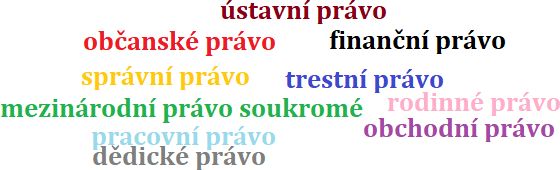 ústavní právo
občanské právo
finanční právo
správní právo
trestní právo
mezinárodní právo soukromé
rodinné právo
pracovní právo
obchodní právo
dědické právo